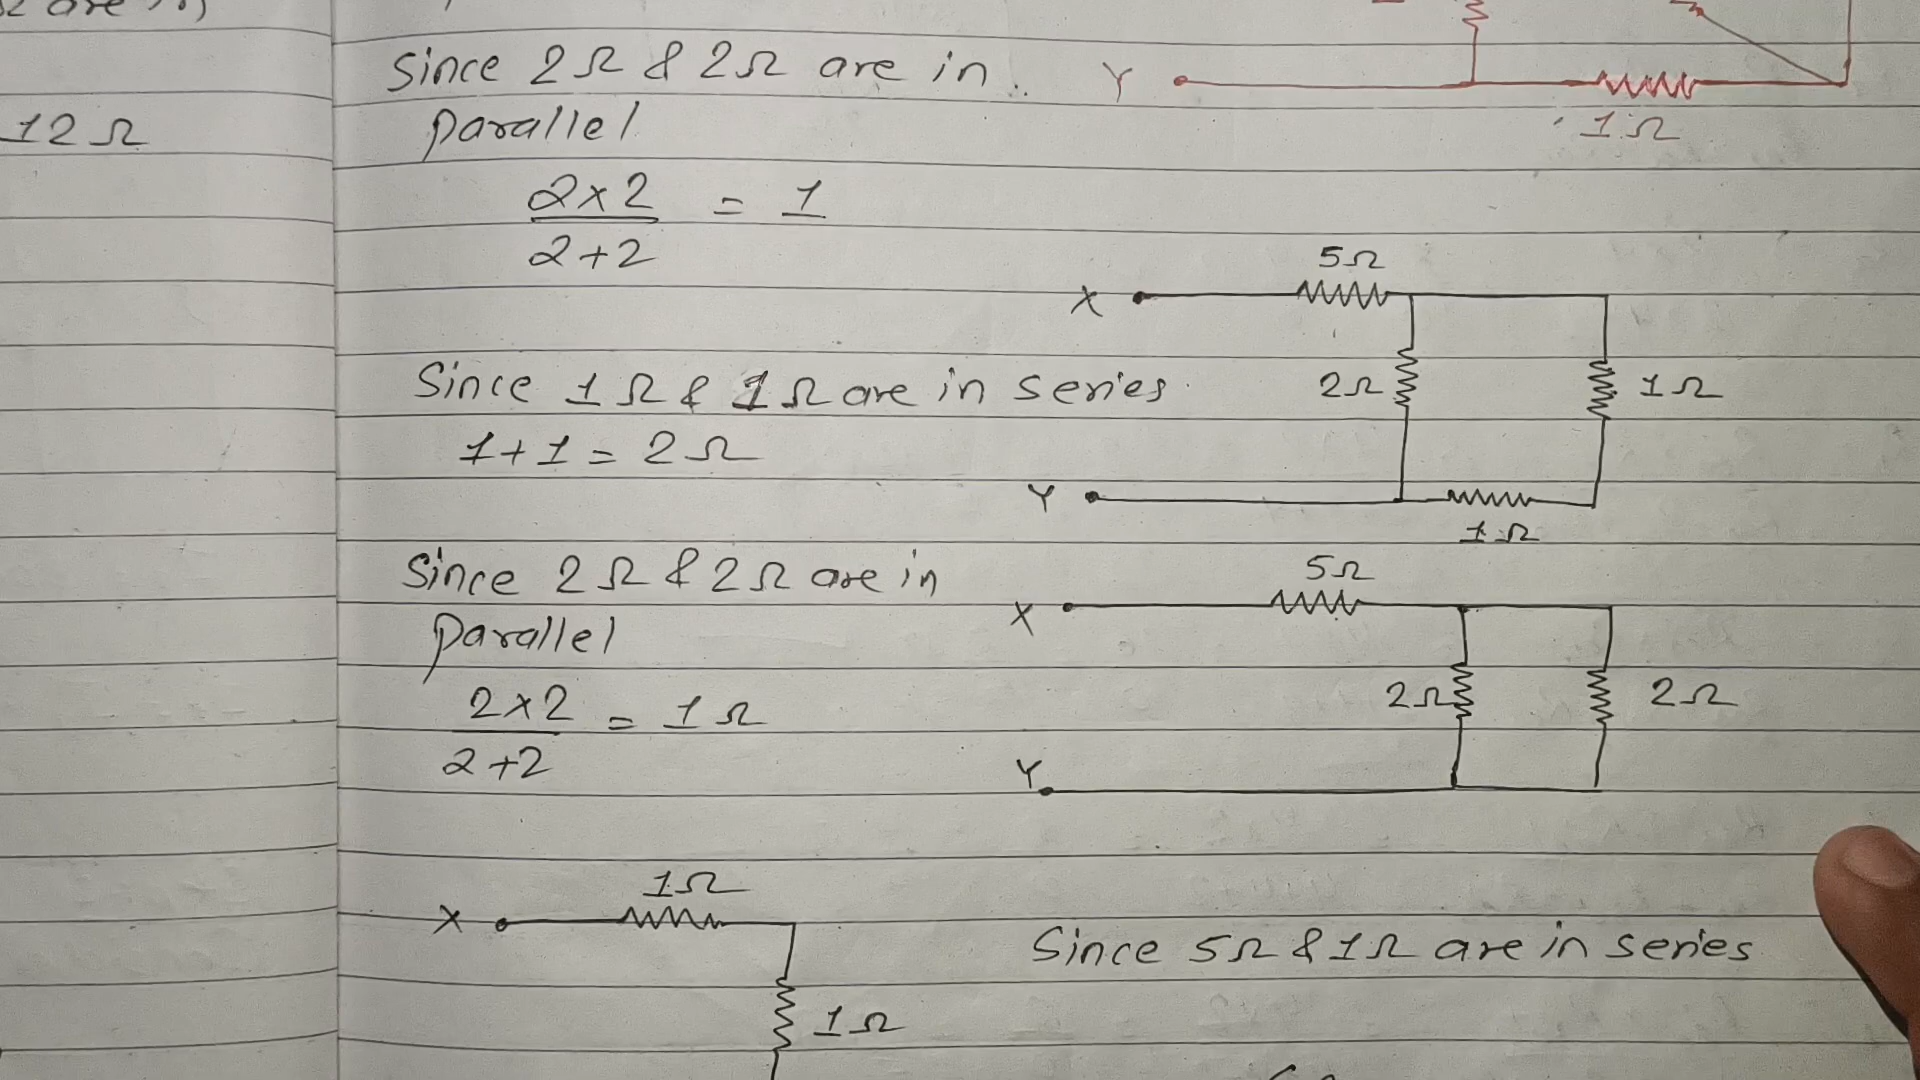 12Ω
Since 2Ω & 2Ω are in
parallel
2×2 = 1
2+2
Y
1Ω
5Ω
X
2Ω
1Ω
Y
1Ω
Since 1Ω & 1Ω are in series
1+1 = 2Ω
Since 2Ω & 2Ω are in
parallel
2×2 = 1Ω
2+2
5Ω
X
2Ω
2Ω
Y
1Ω
X
1Ω
Since 5Ω & 1Ω are in series